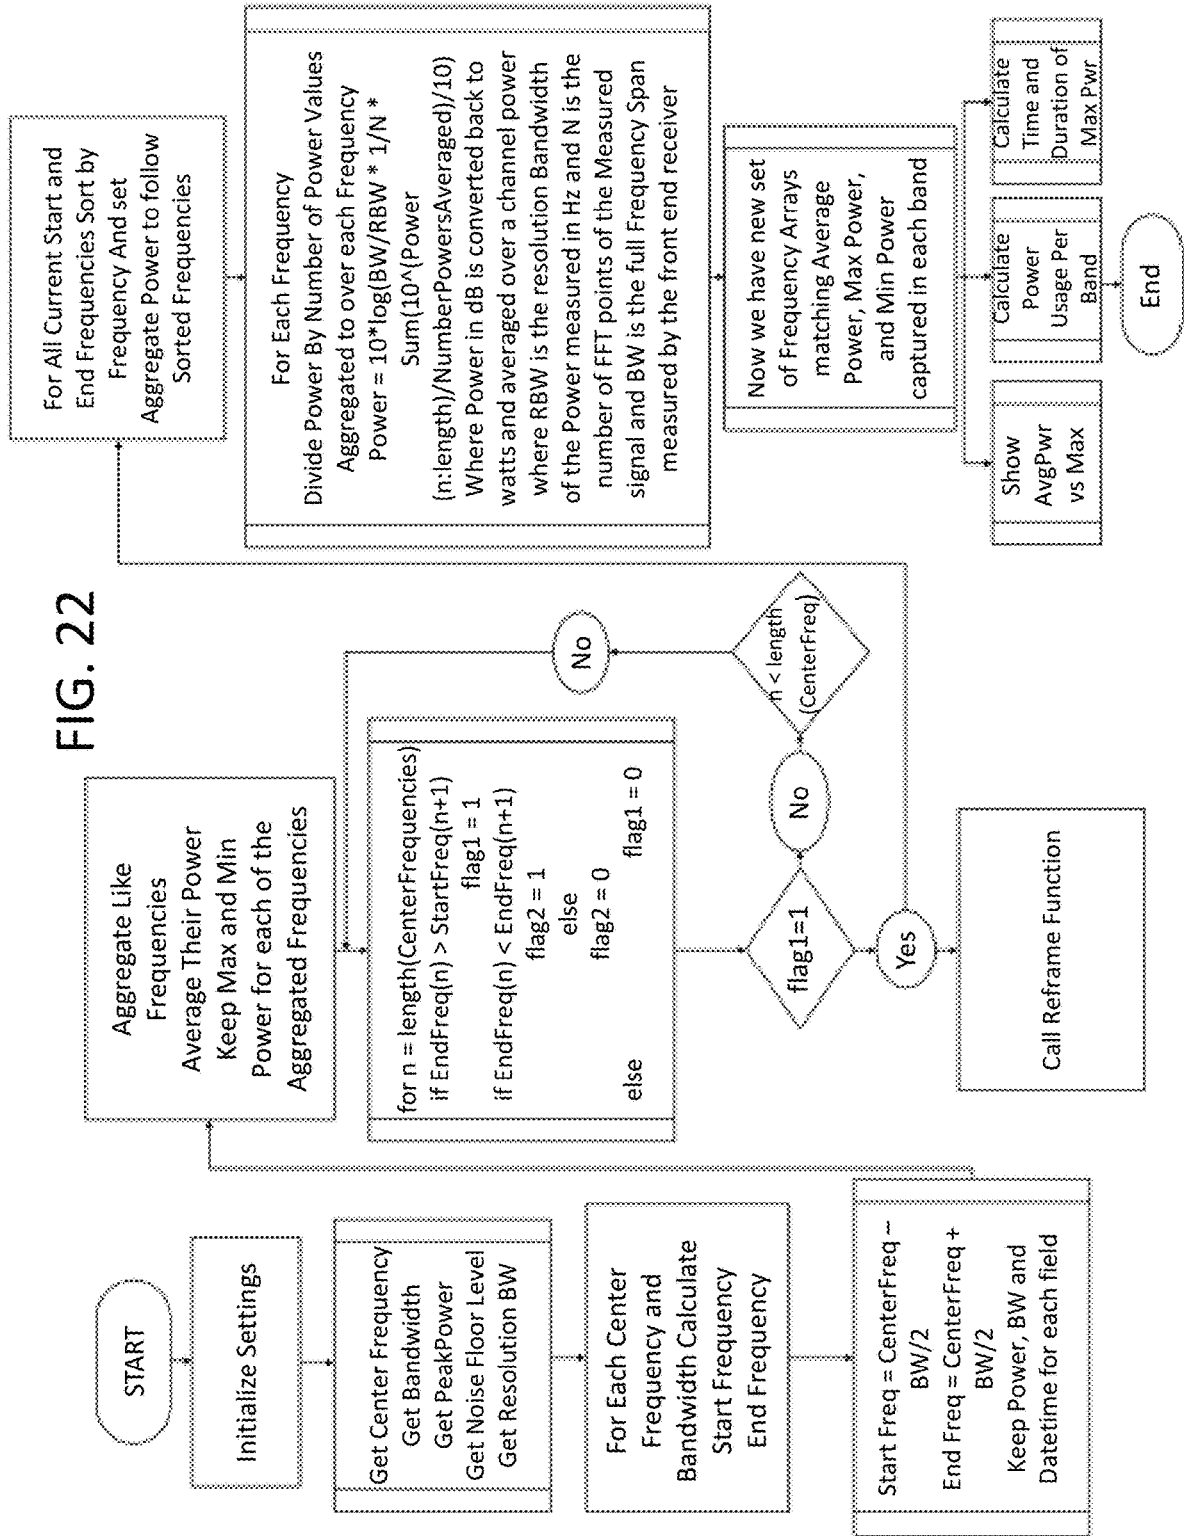 FIG. 22
START
Initialize Settings
Get Center Frequency
Get Bandwidth
Get PeakPower
Get Noise Floor Level
Get Resolution BW
For Each Center
Frequency and
Bandwidth Calculate
Start Frequency
End Frequency
Start Freq = CenterFreq –
BW/2
End Freq = CenterFreq +
BW/2
Keep Power, BW and
Datetime for each field
Aggregate Like
Frequencies
Average Their Power
Keep Max and Min
Power for each of the
Aggregated Frequencies
for n = length(CenterFrequencies)
if EndFreq(n) > StartFreq(n+1)
flag1 = 1
if EndFreq(n) < EndFreq(n+1)
flag2 = 1
else
flag2 = 0
else flag1 = 0
flag1=1
No
n < length
(CenterFreq)
No
Yes
Call Reframe Function
For All Current Start and
End Frequencies Sort by
Frequency And set
Aggregate Power to follow
Sorted Frequencies
For Each Frequency
Divide Power By Number of Power Values
Aggregated to over each Frequency
Power = 10*log(BW/RBW * 1/N *
Sum(10^(Power
(n:length)/NumberPowersAveraged)/10)
Where Power in dB is converted back to
watts and averaged over a channel power
where RBW is the resolution Bandwidth
of the Power measured in Hz and N is the
number of FFT points of the Measured
signal and BW is the full Frequency Span
measured by the front end receiver
Now we have new set
of Frequency Arrays
matching Average
Power, Max Power,
and Min Power
captured in each band
Show
AvgPwr
vs Max
Calculate
Power
Usage Per
Band
Calculate
Time and
Duration of
Max Pwr
End